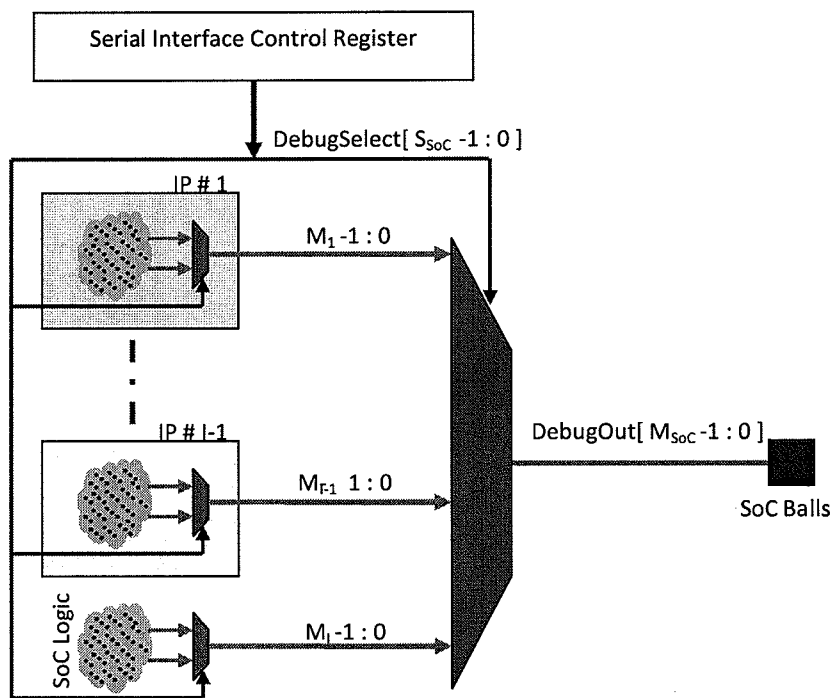 Serial Interface Control Register
DebugSelect[ S_SoC -1 : 0 ]
IP # 1
M_1 -1 : 0
IP # I-1
M_I-1 1 : 0
DebugOut[ M_SoC -1 : 0 ]
SoC Balls
SoC Logic
M_I -1 : 0